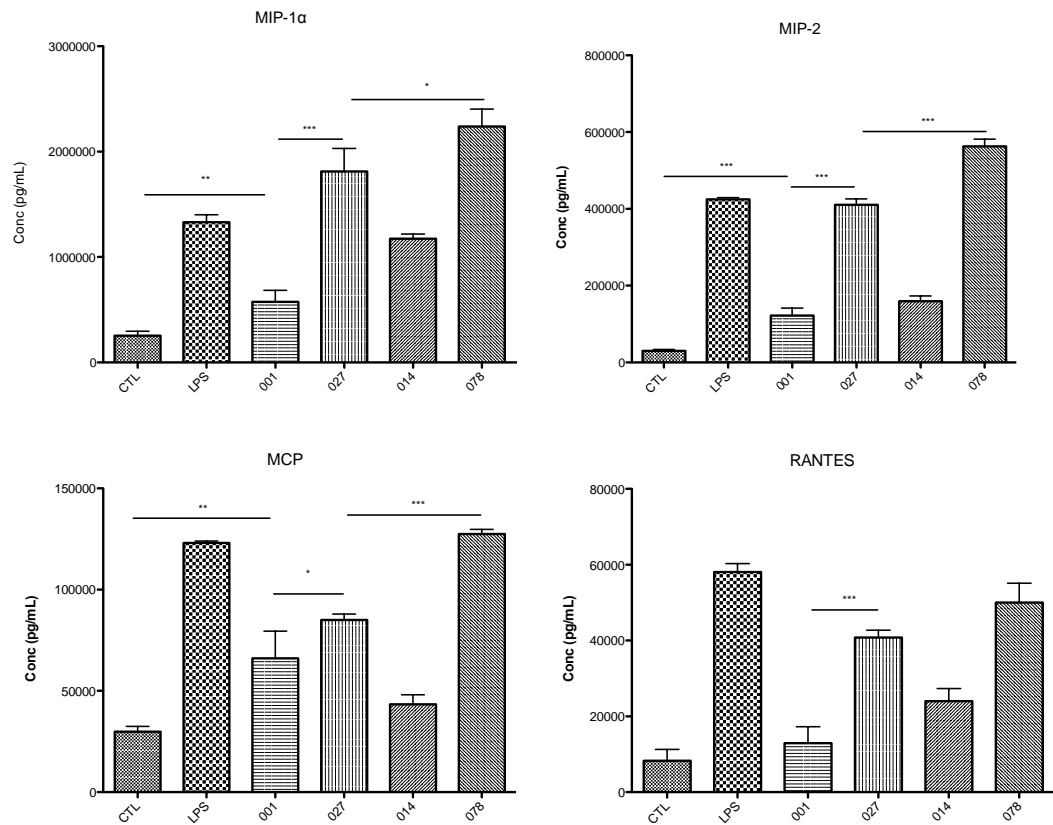 MIP-1α
Conc (pg/mL)
3000000
2000000
1000000
0
**
***
*
CTL
LPS
001
027
014
078
MIP-2
Conc (pg/mL)
800000
600000
400000
200000
0
***
***
***
CTL
LPS
001
027
014
078
MCP
Conc (pg/mL)
150000
100000
50000
0
**
*
***
CTL
LPS
001
027
014
078
RANTES
Conc (pg/mL)
80000
60000
40000
20000
0
***
CTL
LPS
001
027
014
078